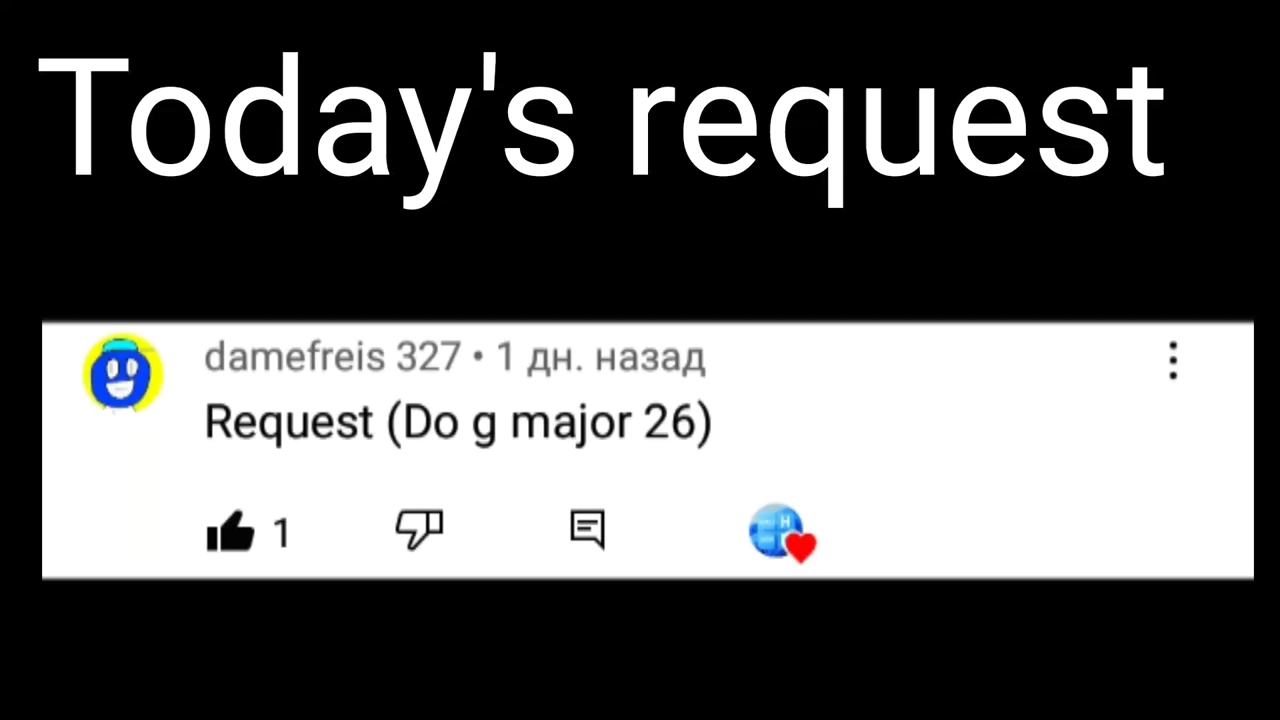 Today's request
damefreis 327 • 1 дн. назад
Request (Do g major 26)
1
H